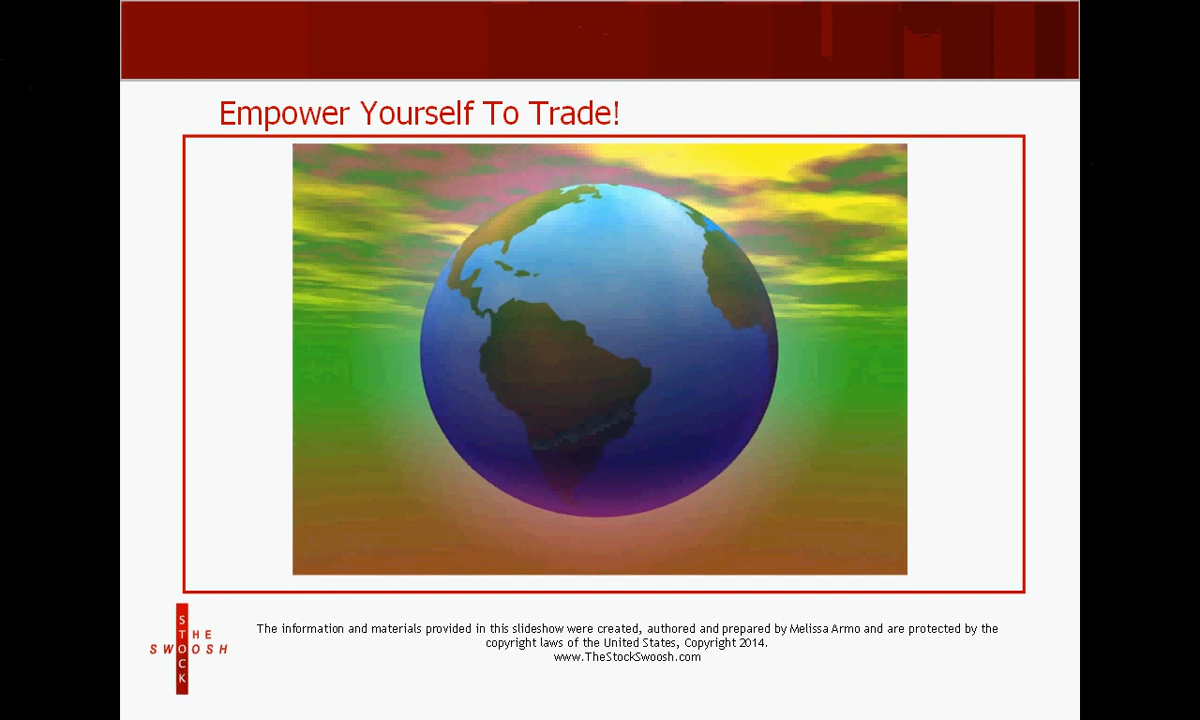 Empower Yourself To Trade!
THE
STOCK
SWOOSH
The information and materials provided in this slideshow were created, authored and prepared by Melissa Armo and are protected by the
copyright laws of the United States, Copyright 2014.
www.TheStockSwoosh.com